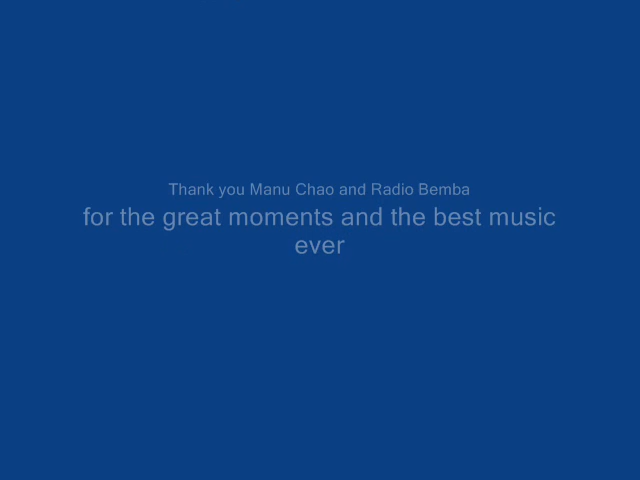 Thank you Manu Chao and Radio Bemba
for the great moments and the best music
ever